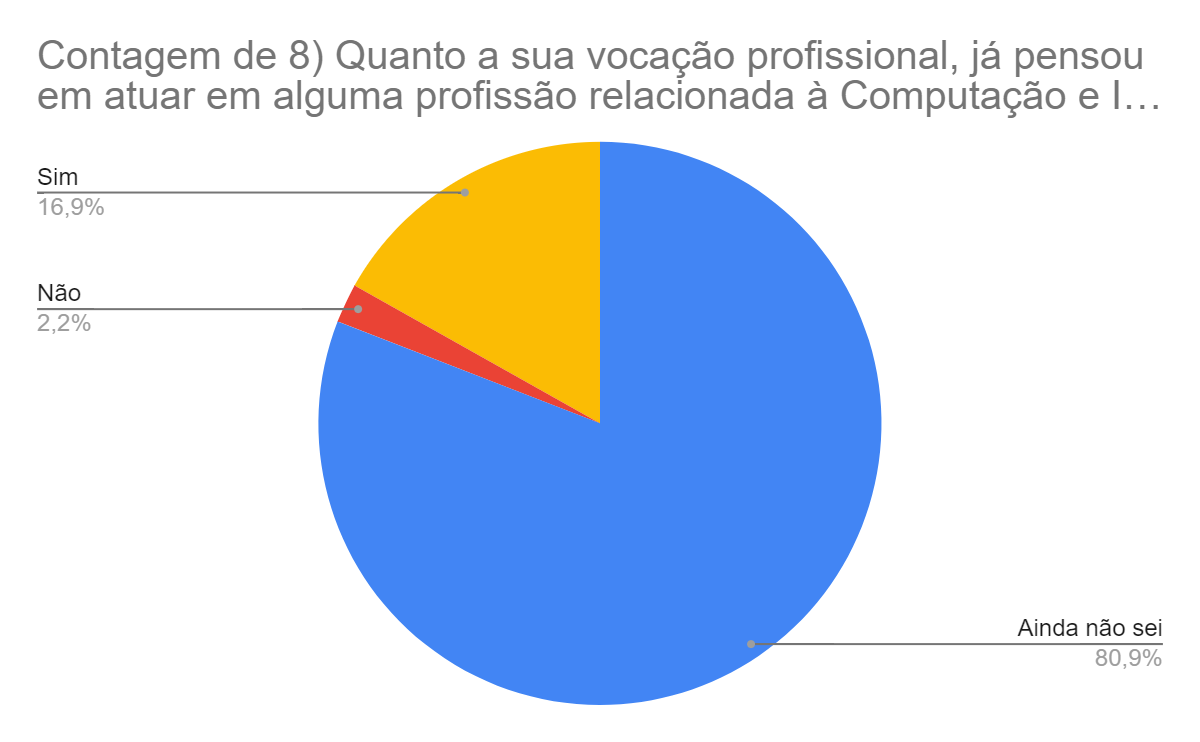 Contagem de 8) Quanto a sua vocação profissional, já pensou
em atuar em alguma profissão relacionada à Computação e I…
Sim
16,9%
Não
2,2%
Ainda não sei
80,9%